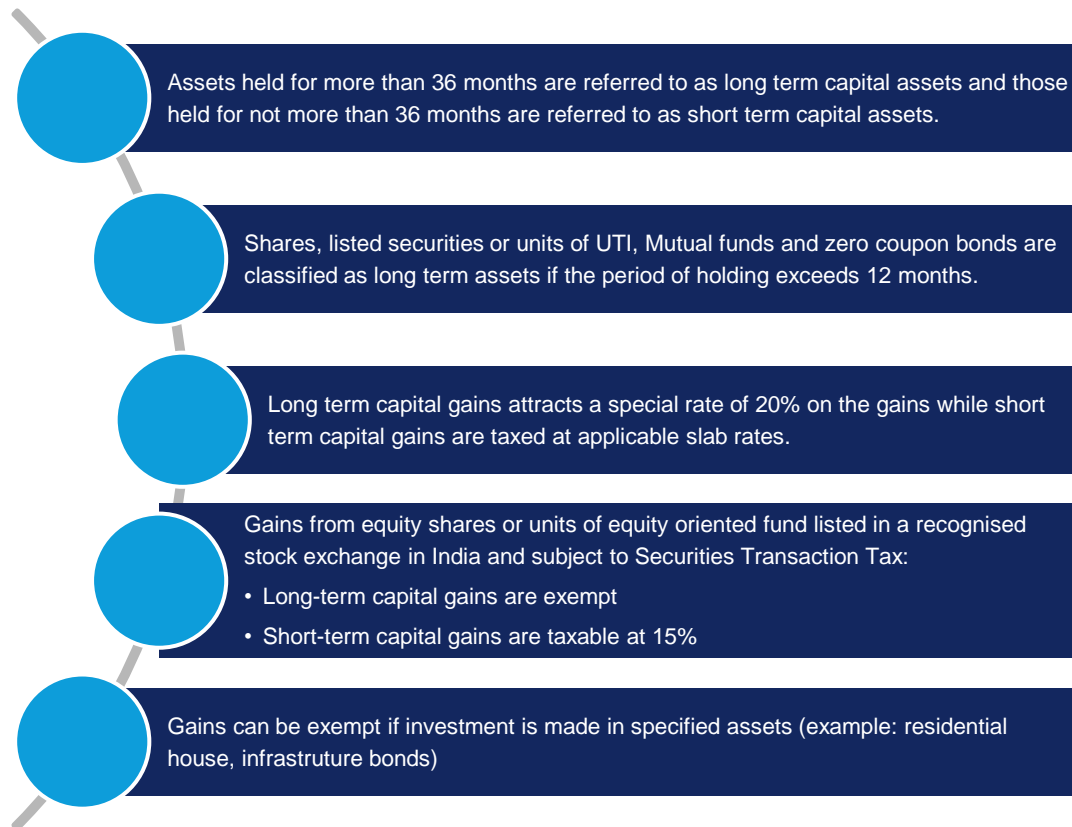 Assets held for more than 36 months are referred to as long term capital assets and those
held for not more than 36 months are referred to as short term capital assets.
Shares, listed securities or units of UTI, Mutual funds and zero coupon bonds are
classified as long term assets if the period of holding exceeds 12 months.
Long term capital gains attracts a special rate of 20% on the gains while short
term capital gains are taxed at applicable slab rates.
Gains from equity shares or units of equity oriented fund listed in a recognised
stock exchange in India and subject to Securities Transaction Tax:
• Long-term capital gains are exempt
• Short-term capital gains are taxable at 15%
Gains can be exempt if investment is made in specified assets (example: residential
house, infrastruture bonds)